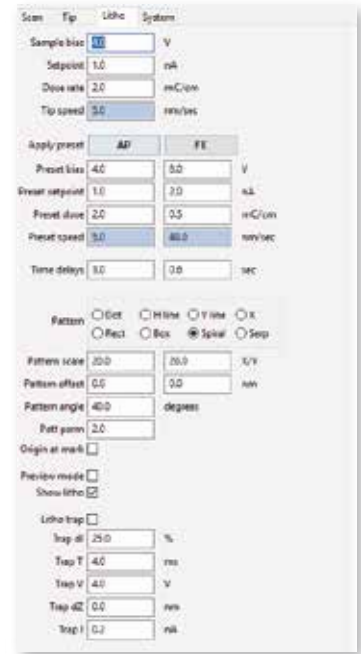 Scan Tip Litho System
Sample bias 4.0 V
Setpoint 1.0 nA
Dose rate 2.0 mC/cm
Tip speed 5.0 nm/sec
Apply preset AP FE
Preset bias 4.0 5.0 V
Preset setpoint 1.0 2.0 nA
Preset dose 2.0 0.5 mC/cm
Preset speed 5.0 40.0 nm/sec
Time delays 3.0 0.8 sec
Pattern Dot H line V line X
Rect Box Spiral Serp
Pattern scale 20.0 20.0 X/Y
Pattern offset 0.0 0.0 nm
Pattern angle 40.0 degrees
Patt parm 2.0
Origin at mark
Preview mode
Show litho
Litho trap
Trap dI 25.0 %
Trap T 4.0 ms
Trap V 4.0 V
Trap dZ 0.0 nm
Trap I 0.2 nA